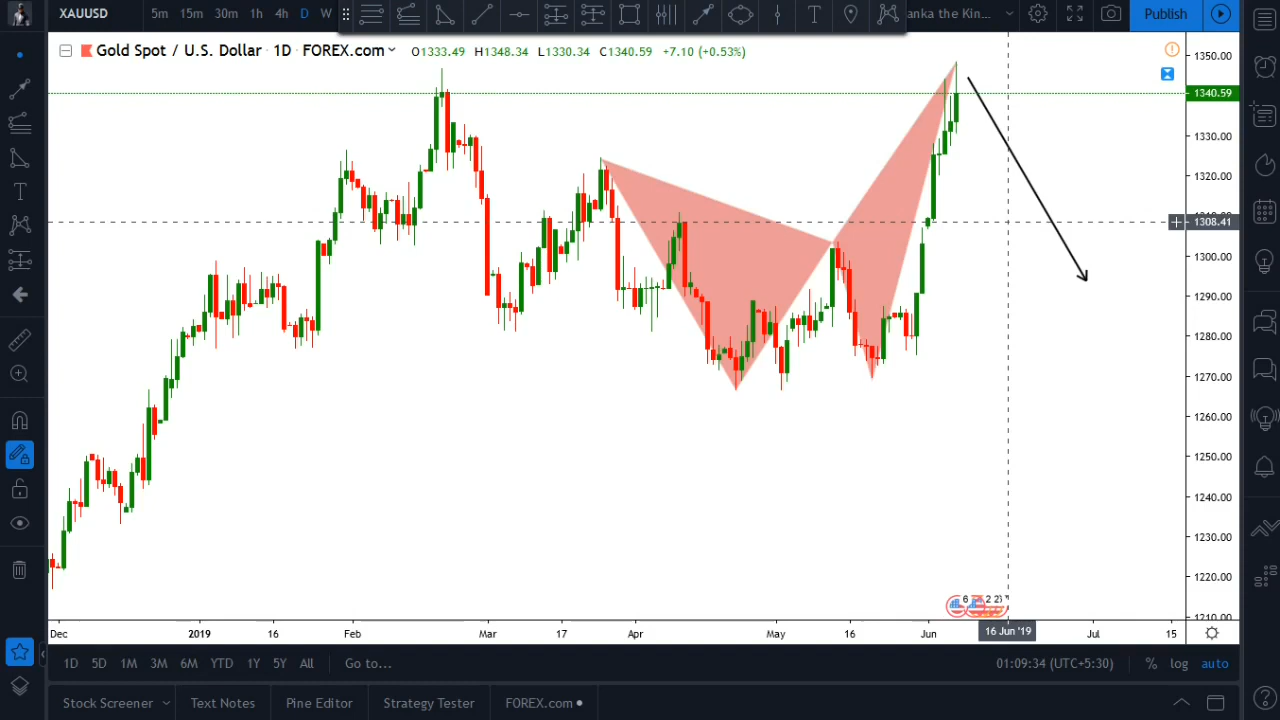 XAUUSD
5m 15m 30m 1h 4h D W
anka the Kin...
Publish
Gold Spot / U.S. Dollar 1D FOREX.com
O1333.49 H1348.34 L1330.34 C1340.59 +7.10 (+0.53%)
1350.00
1340.59
1330.00
1320.00
1308.41
1300.00
1290.00
1280.00
1270.00
1260.00
1250.00
1240.00
1230.00
1220.00
1210.00
Dec 2019 16 Feb Mar 17 Apr May 16 Jun 16 Jun '19 Jul 15
1D 5D 1M 3M 6M YTD 1Y 5Y All Go to...
01:09:34 (UTC+5:30) % log auto
Stock Screener Text Notes Pine Editor Strategy Tester FOREX.com